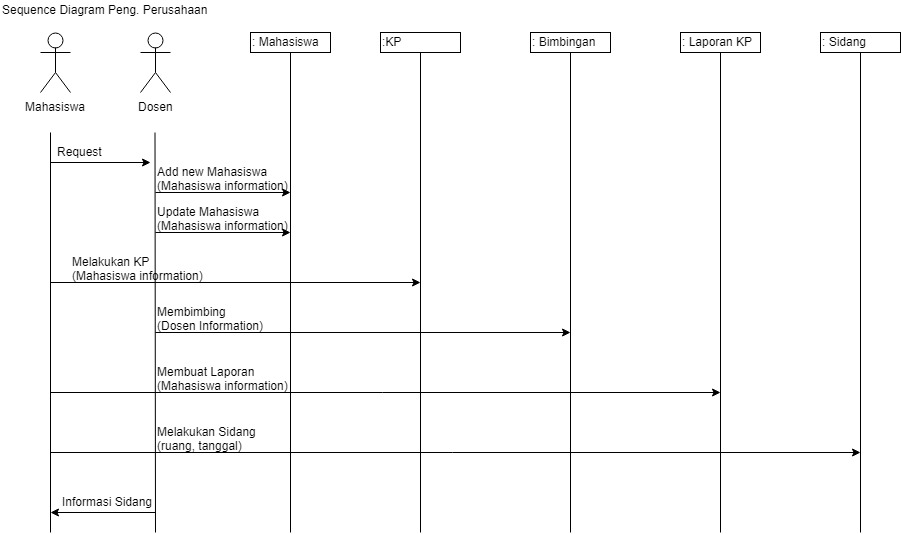 Sequence Diagram Peng. Perusahaan
: Mahasiswa
:KP
: Bimbingan
: Laporan KP
: Sidang
Mahasiswa
Dosen
Request
Add new Mahasiswa
(Mahasiswa information)
Update Mahasiswa
(Mahasiswa information)
Melakukan KP
(Mahasiswa information)
Membimbing
(Dosen Information)
Membuat Laporan
(Mahasiswa information)
Melakukan Sidang
(ruang, tanggal)
Informasi Sidang